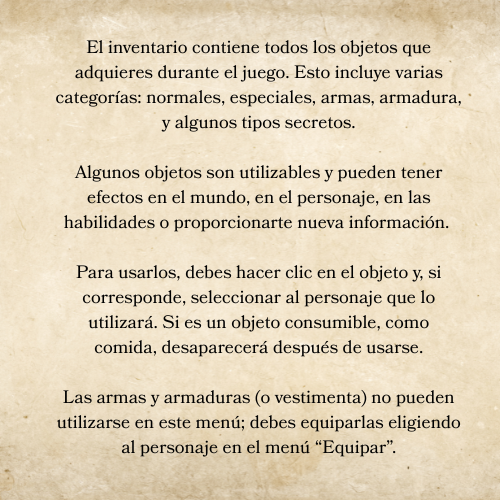 El inventario contiene todos los objetos que
adquieres durante el juego. Esto incluye varias
categorías: normales, especiales, armas, armadura,
y algunos tipos secretos.
Algunos objetos son utilizables y pueden tener
efectos en el mundo, en el personaje, en las
habilidades o proporcionarte nueva información.
Para usarlos, debes hacer clic en el objeto y, si
corresponde, seleccionar al personaje que lo
utilizará. Si es un objeto consumible, como
comida, desaparecerá después de usarse.
Las armas y armaduras (o vestimenta) no pueden
utilizarse en este menú; debes equiparlas eligiendo
al personaje en el menú “Equipar”.